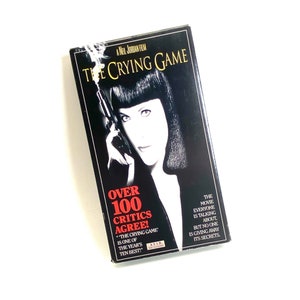 A NEIL JORDAN FILM
THE CRYING GAME
OVER
100
CRITICS
AGREE!
"'THE CRYING GAME'
IS ONE OF
THE YEAR'S
TEN BEST!"
THE
MOVIE
EVERYONE
IS TALKING
ABOUT,
BUT NO ONE
IS GIVING AWAY
ITS SECRETS.